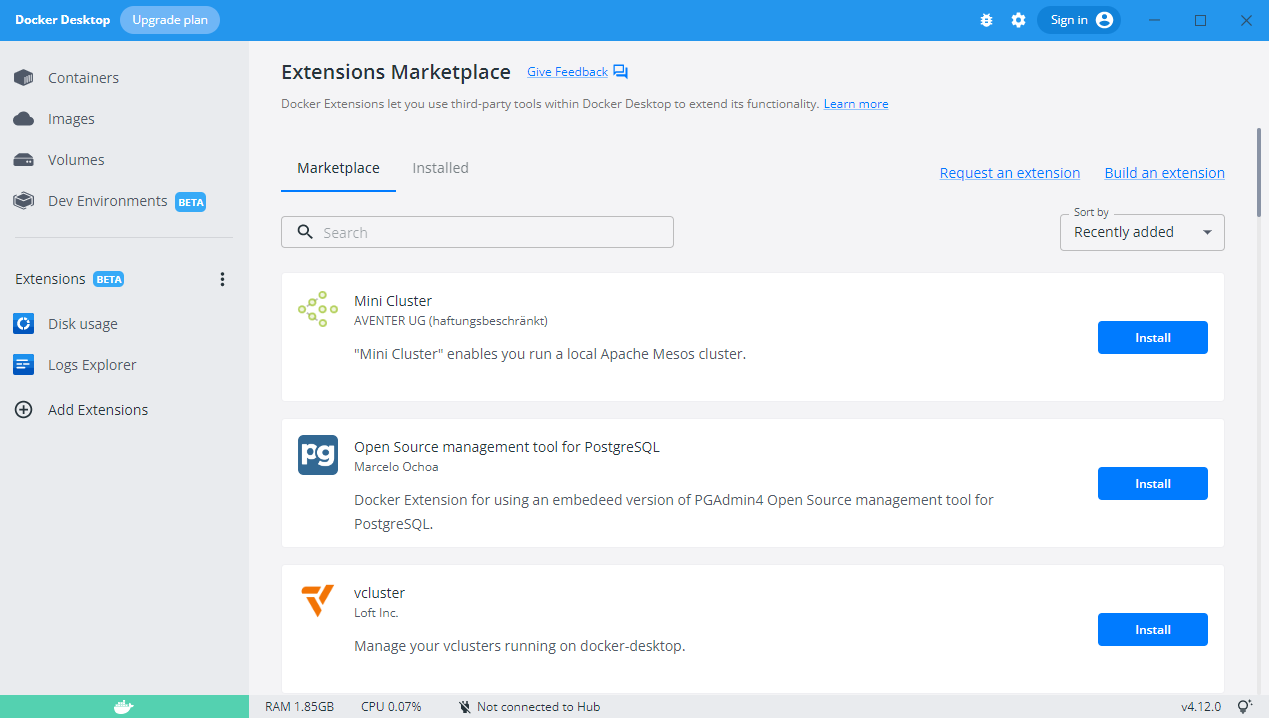 Docker Desktop
Upgrade plan
Sign in
Containers
Images
Volumes
Dev Environments BETA
Extensions BETA
Disk usage
Logs Explorer
Add Extensions
Extensions Marketplace
Give Feedback
Docker Extensions let you use third-party tools within Docker Desktop to extend its functionality. Learn more
Marketplace
Installed
Request an extension
Build an extension
Search
Sort by
Recently added
Mini Cluster
AVENTER UG (haftungsbeschränkt)
"Mini Cluster" enables you run a local Apache Mesos cluster.
Install
pg
Open Source management tool for PostgreSQL
Marcelo Ochoa
Docker Extension for using an embedeed version of PGAdmin4 Open Source management tool for
PostgreSQL.
Install
vcluster
Loft Inc.
Manage your vclusters running on docker-desktop.
Install
RAM 1.85GB
CPU 0.07%
Not connected to Hub
v4.12.0